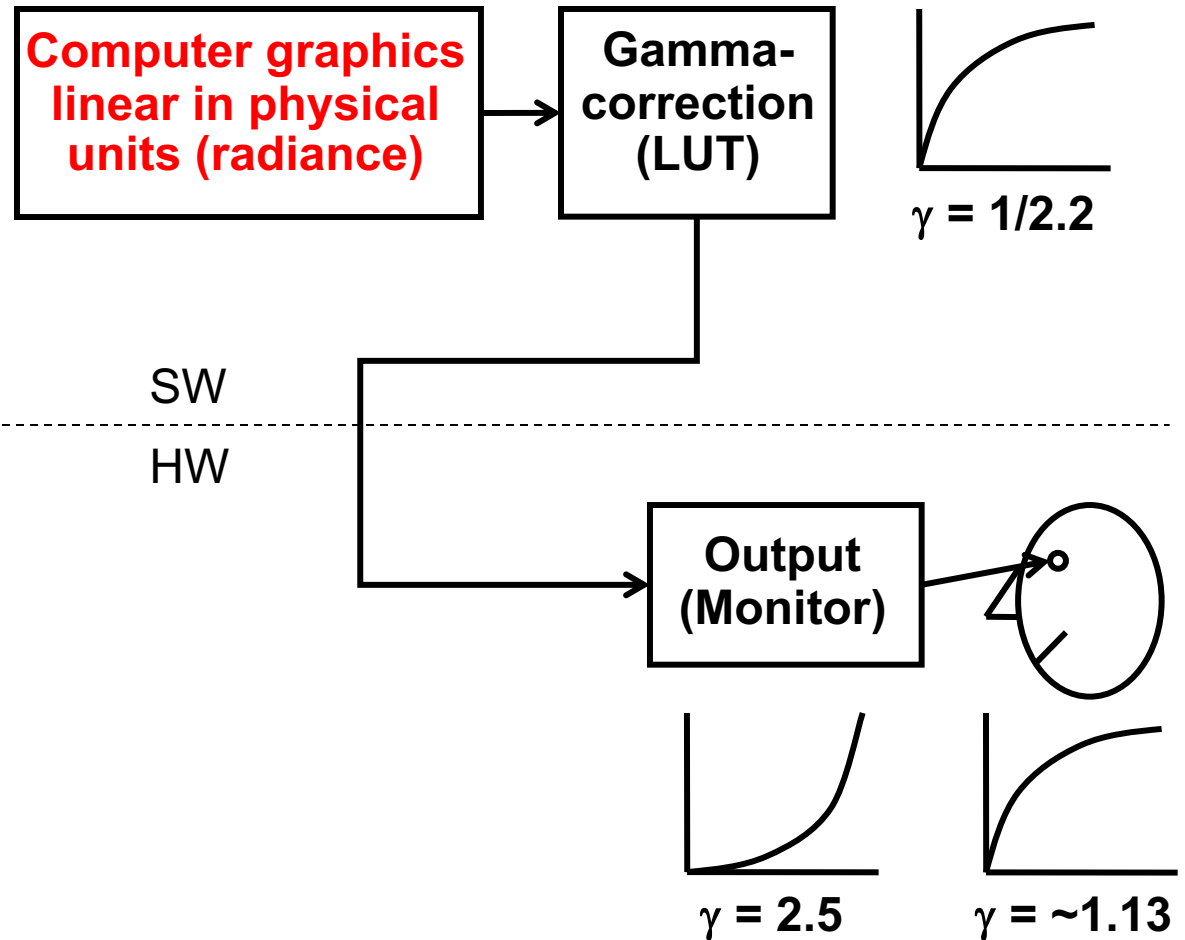 Computer graphics
linear in physical
units (radiance)
Gamma-
correction
(LUT)
γ = 1/2.2
SW
HW
Output
(Monitor)
γ = 2.5
γ = ~1.13